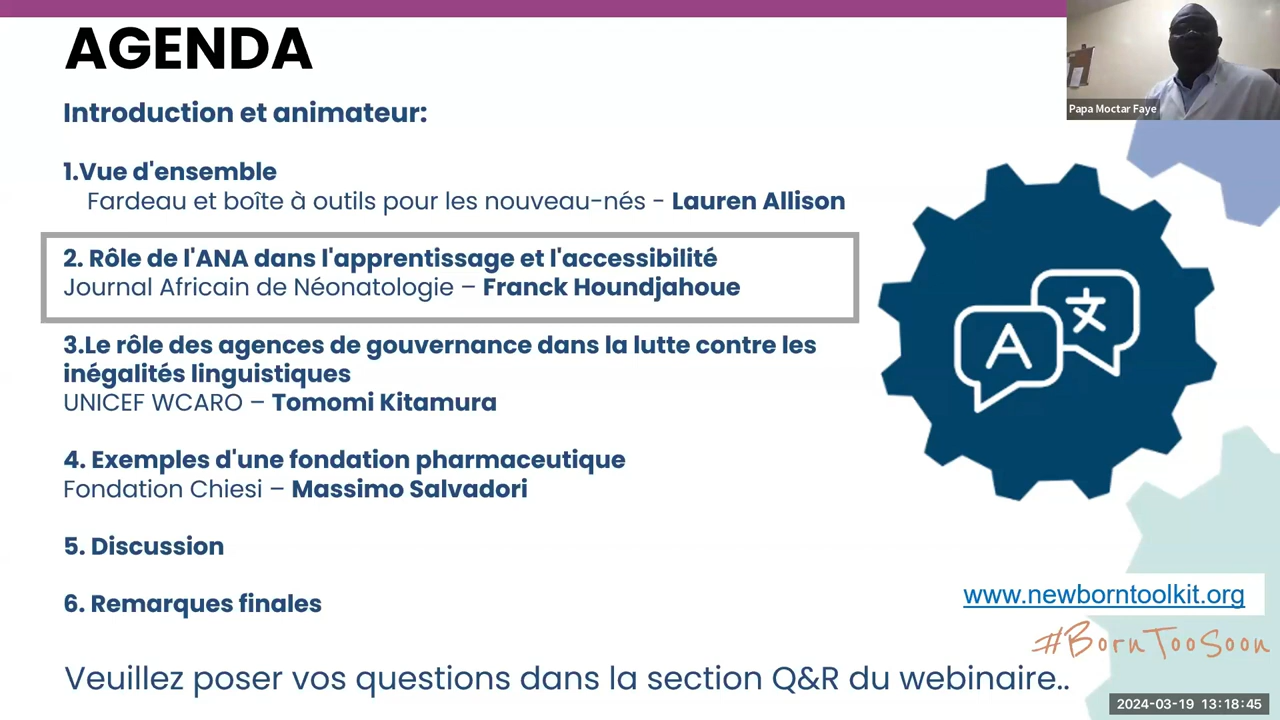 AGENDA
Papa Moctar Faye
Introduction et animateur:
1.Vue d'ensemble
Fardeau et boîte à outils pour les nouveau-nés - Lauren Allison
2. Rôle de l'ANA dans l'apprentissage et l'accessibilité
Journal Africain de Néonatologie – Franck Houndjahoue
3.Le rôle des agences de gouvernance dans la lutte contre les
inégalités linguistiques
UNICEF WCARO – Tomomi Kitamura
A 文
4. Exemples d'une fondation pharmaceutique
Fondation Chiesi – Massimo Salvadori
5. Discussion
6. Remarques finales
www.newborntoolkit.org
#BornTooSoon
Veuillez poser vos questions dans la section Q&R du webinaire..
2024-03-19 13:18:45